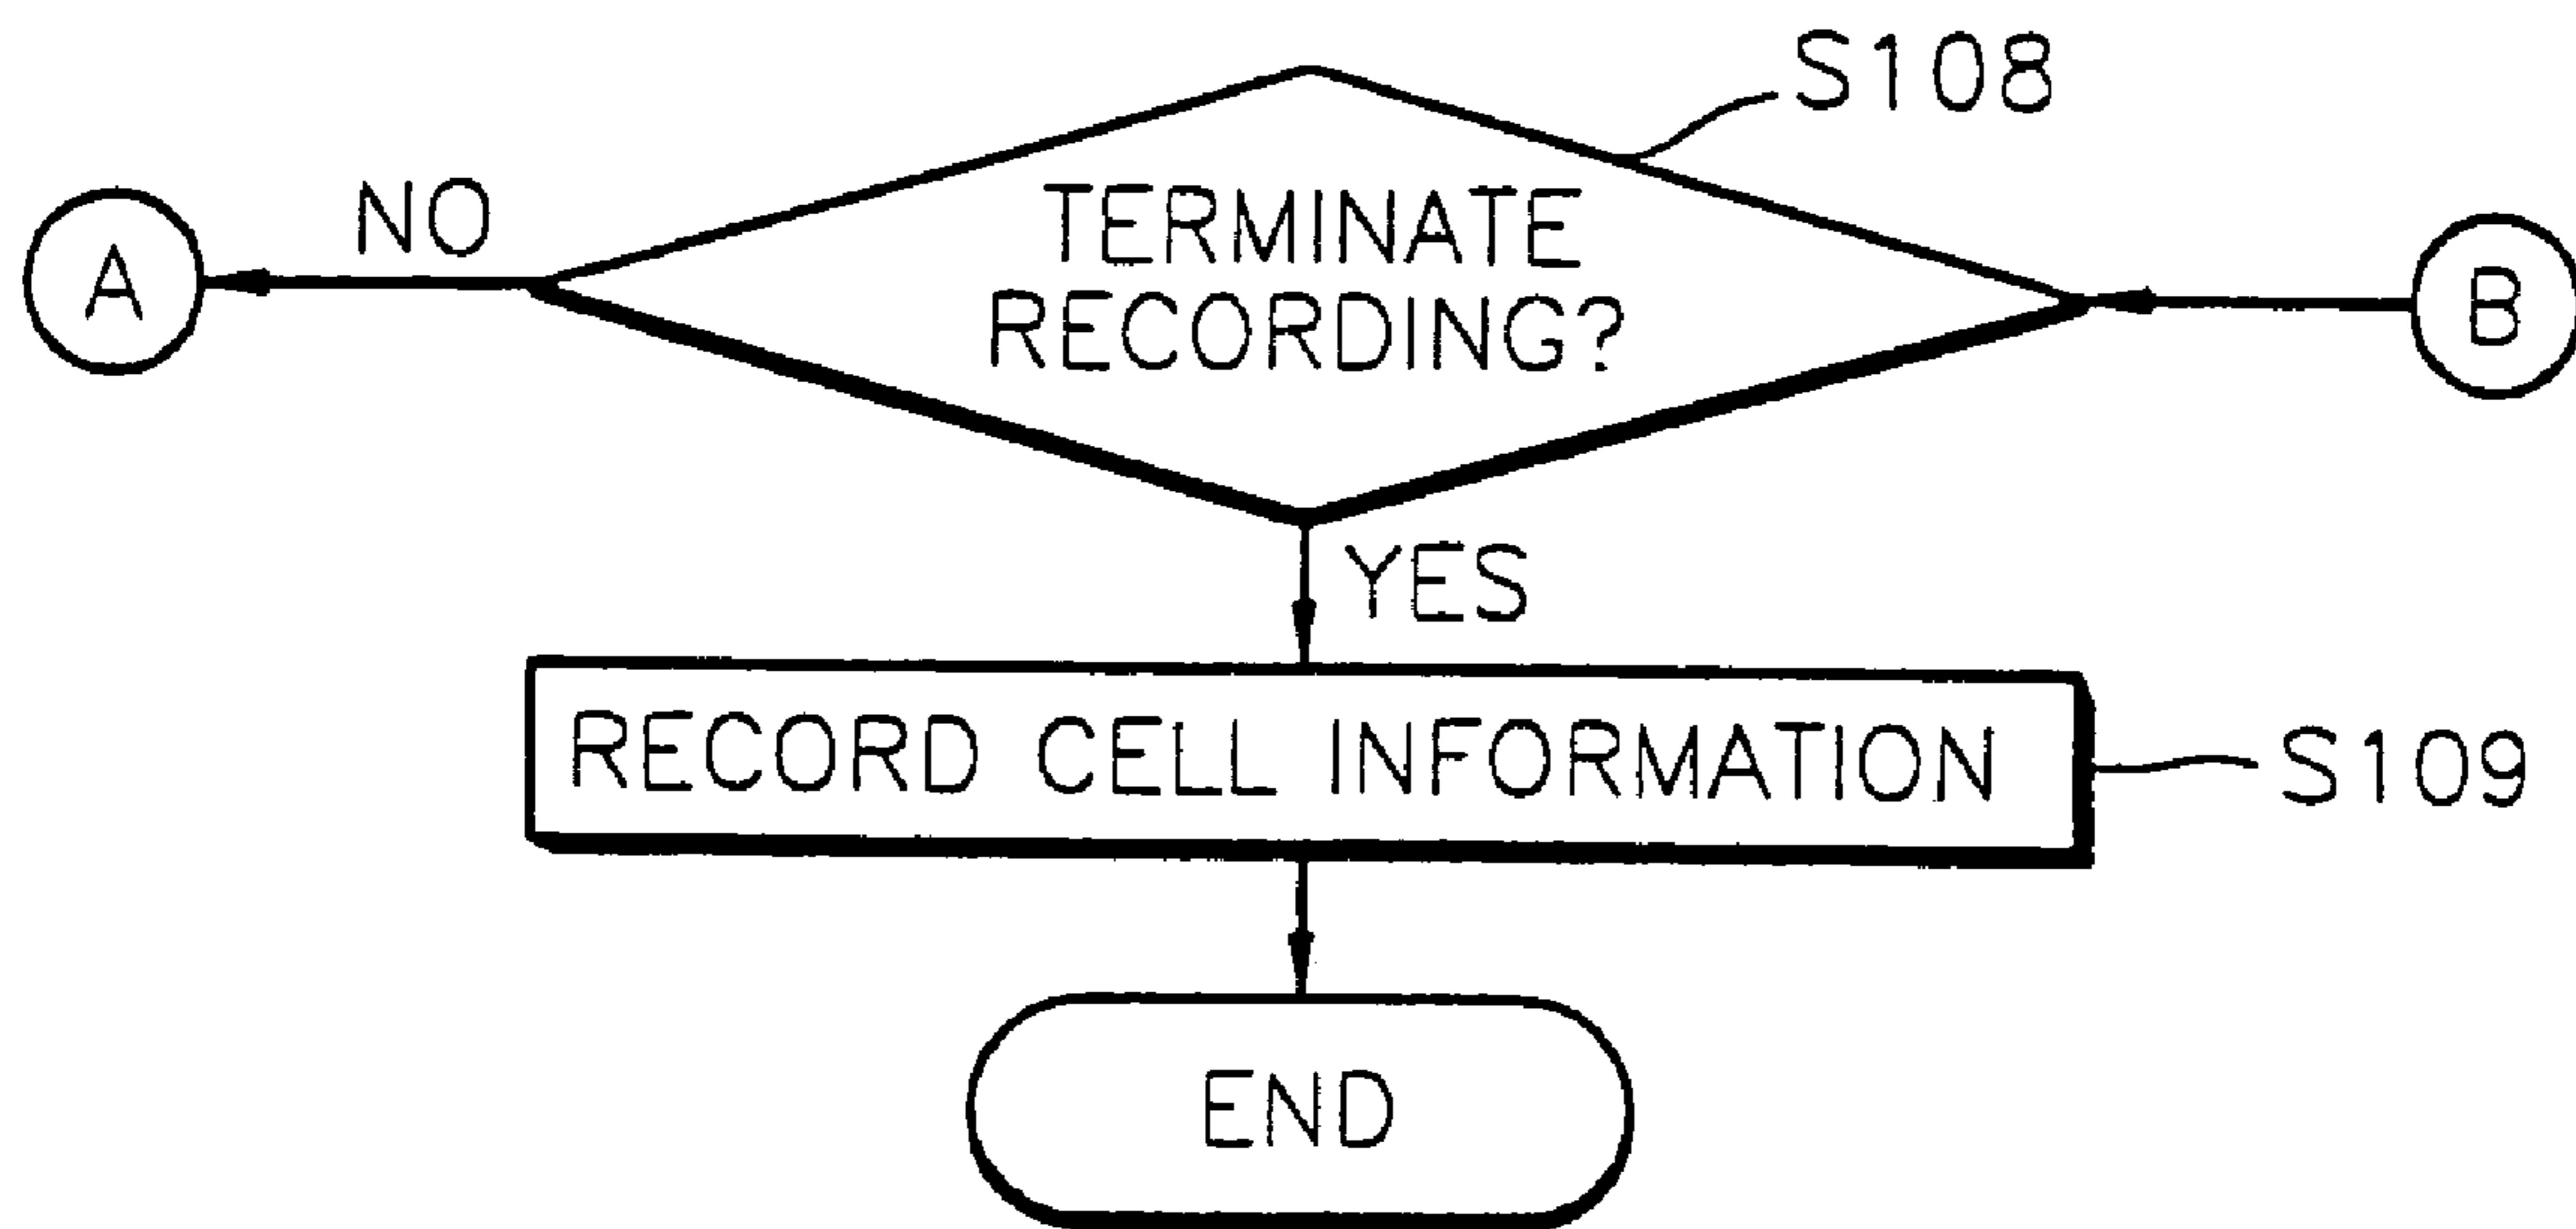 S108
NO
A
TERMINATE
RECORDING?
B
YES
RECORD CELL INFORMATION
S109
END